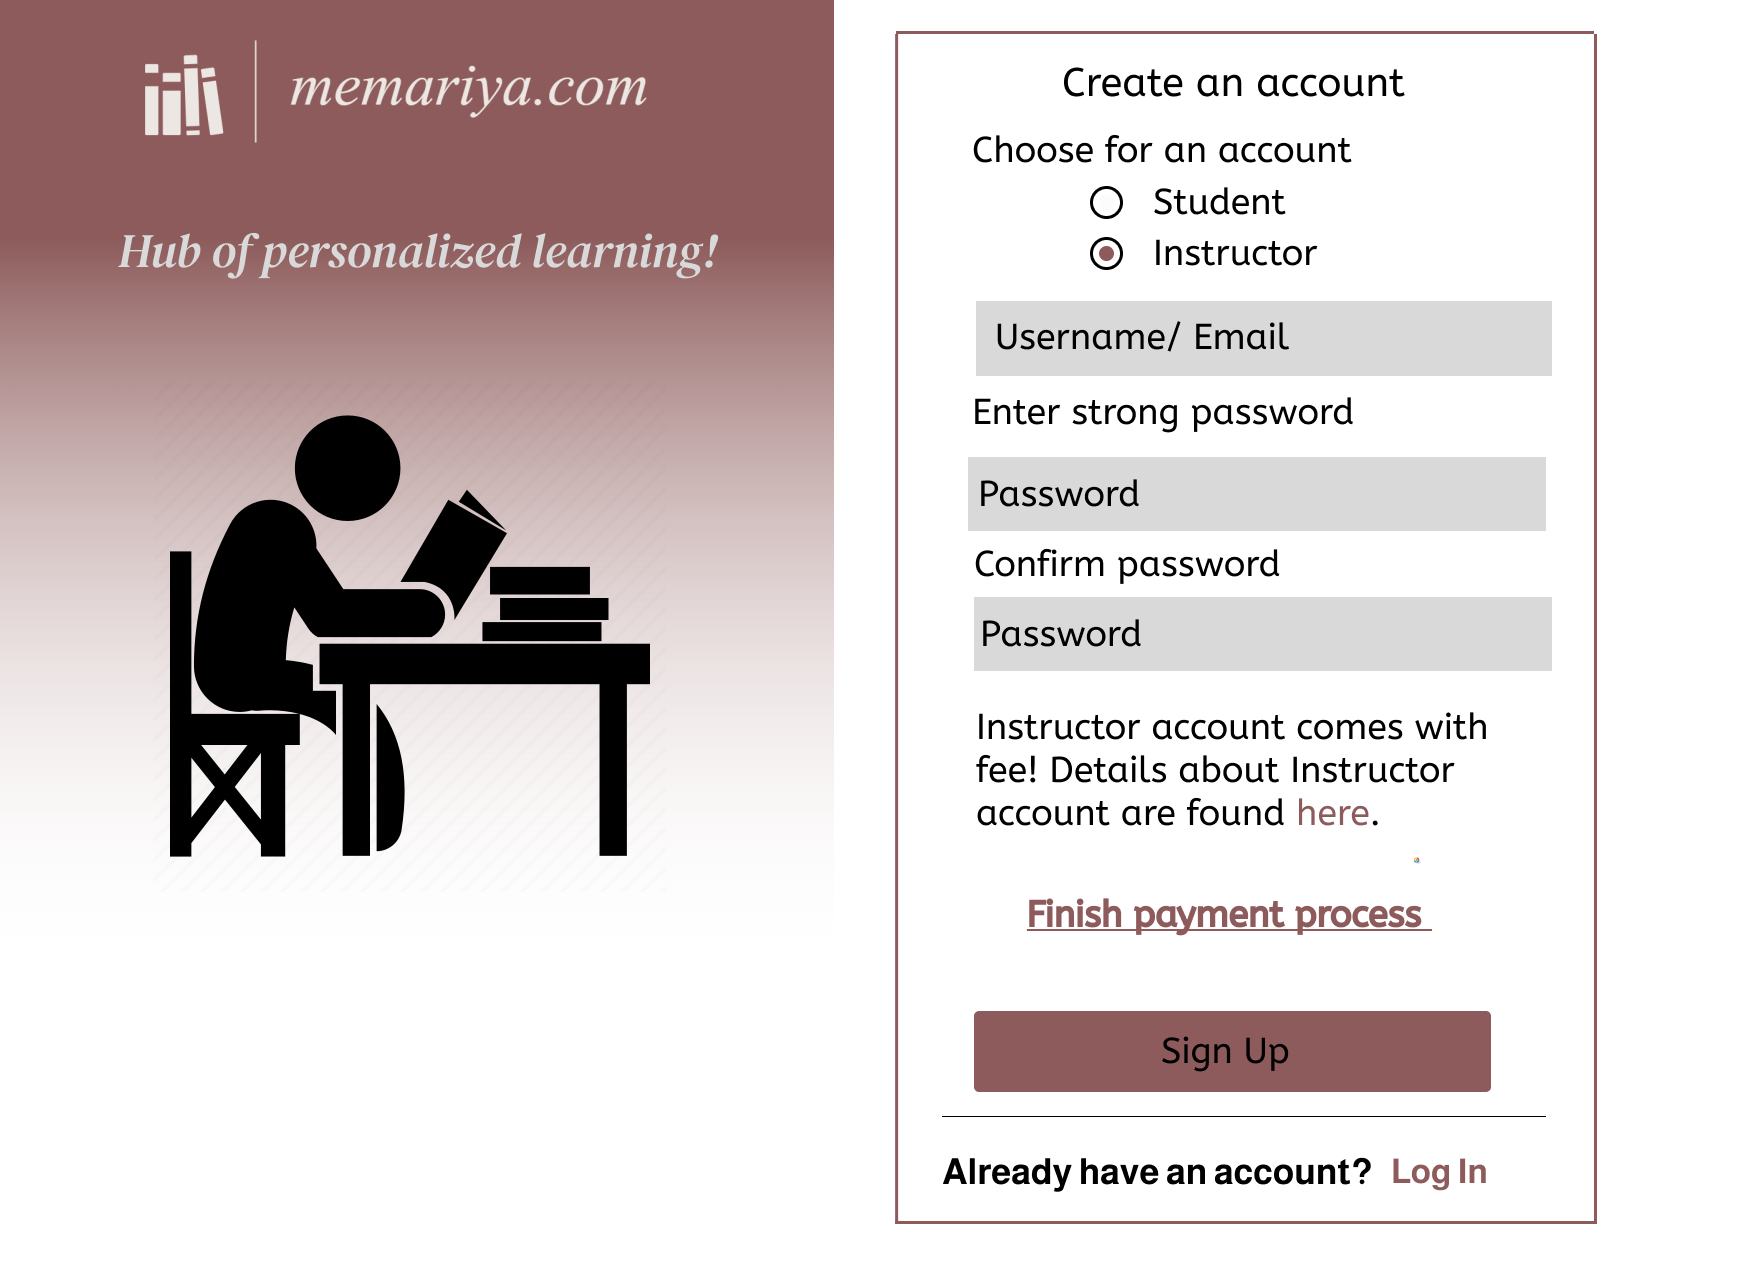 memariya.com
Hub of personalized learning!
Create an account
Choose for an account
Student
Instructor
Username/ Email
Enter strong password
Password
Confirm password
Password
Instructor account comes with
fee! Details about Instructor
account are found here.
Finish payment process
Sign Up
Already have an account? Log In